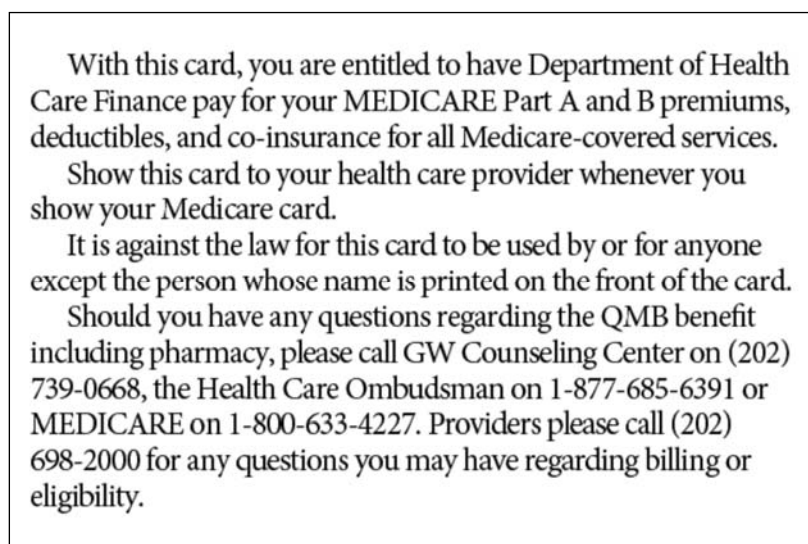 With this card, you are entitled to have Department of Health
Care Finance pay for your MEDICARE Part A and B premiums,
deductibles, and co-insurance for all Medicare-covered services.
Show this card to your health care provider whenever you
show your Medicare card.
It is against the law for this card to be used by or for anyone
except the person whose name is printed on the front of the card.
Should you have any questions regarding the QMB benefit
including pharmacy, please call GW Counseling Center on (202)
739-0668, the Health Care Ombudsman on 1-877-685-6391 or
MEDICARE on 1-800-633-4227. Providers please call (202)
698-2000 for any questions you may have regarding billing or
eligibility.